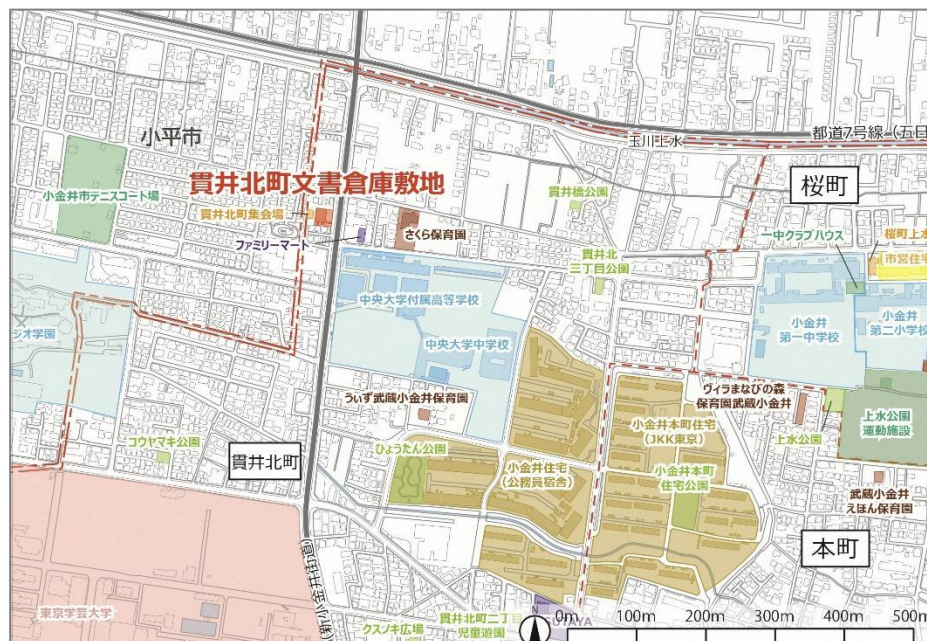 小平市
都道7号線（五日
玉川上水
貫井北町文書倉庫敷地
桜町
小金井市テニスコート場
貫井北町集会場
貫井橋公園
さくら保育園
一中クラブハウス
桜町上水
ファミリーマート
貫井北
三丁目公園
市営住宅
中央大学付属高等学校
小金井
第一中学校
小金井
第二小学校
ジオ学園
中央大学中学校
うぃず武蔵小金井保育園
ヴィラまなびの森
保育園武蔵小金井
小金井本町住宅
(JKK東京)
上水公園
運動施設
コウヤマキ公園
貫井北町
ひょうたん公園
上水公園
小金井住宅
(公務員宿舎)
小金井本町
住宅公園
武蔵小金井
えほん保育園
本町
(新小金井街道)
東京学芸大学
クスノキ広場
貫井北町二丁目
児童遊園
N
0m
100m
200m
300m
400m
500m